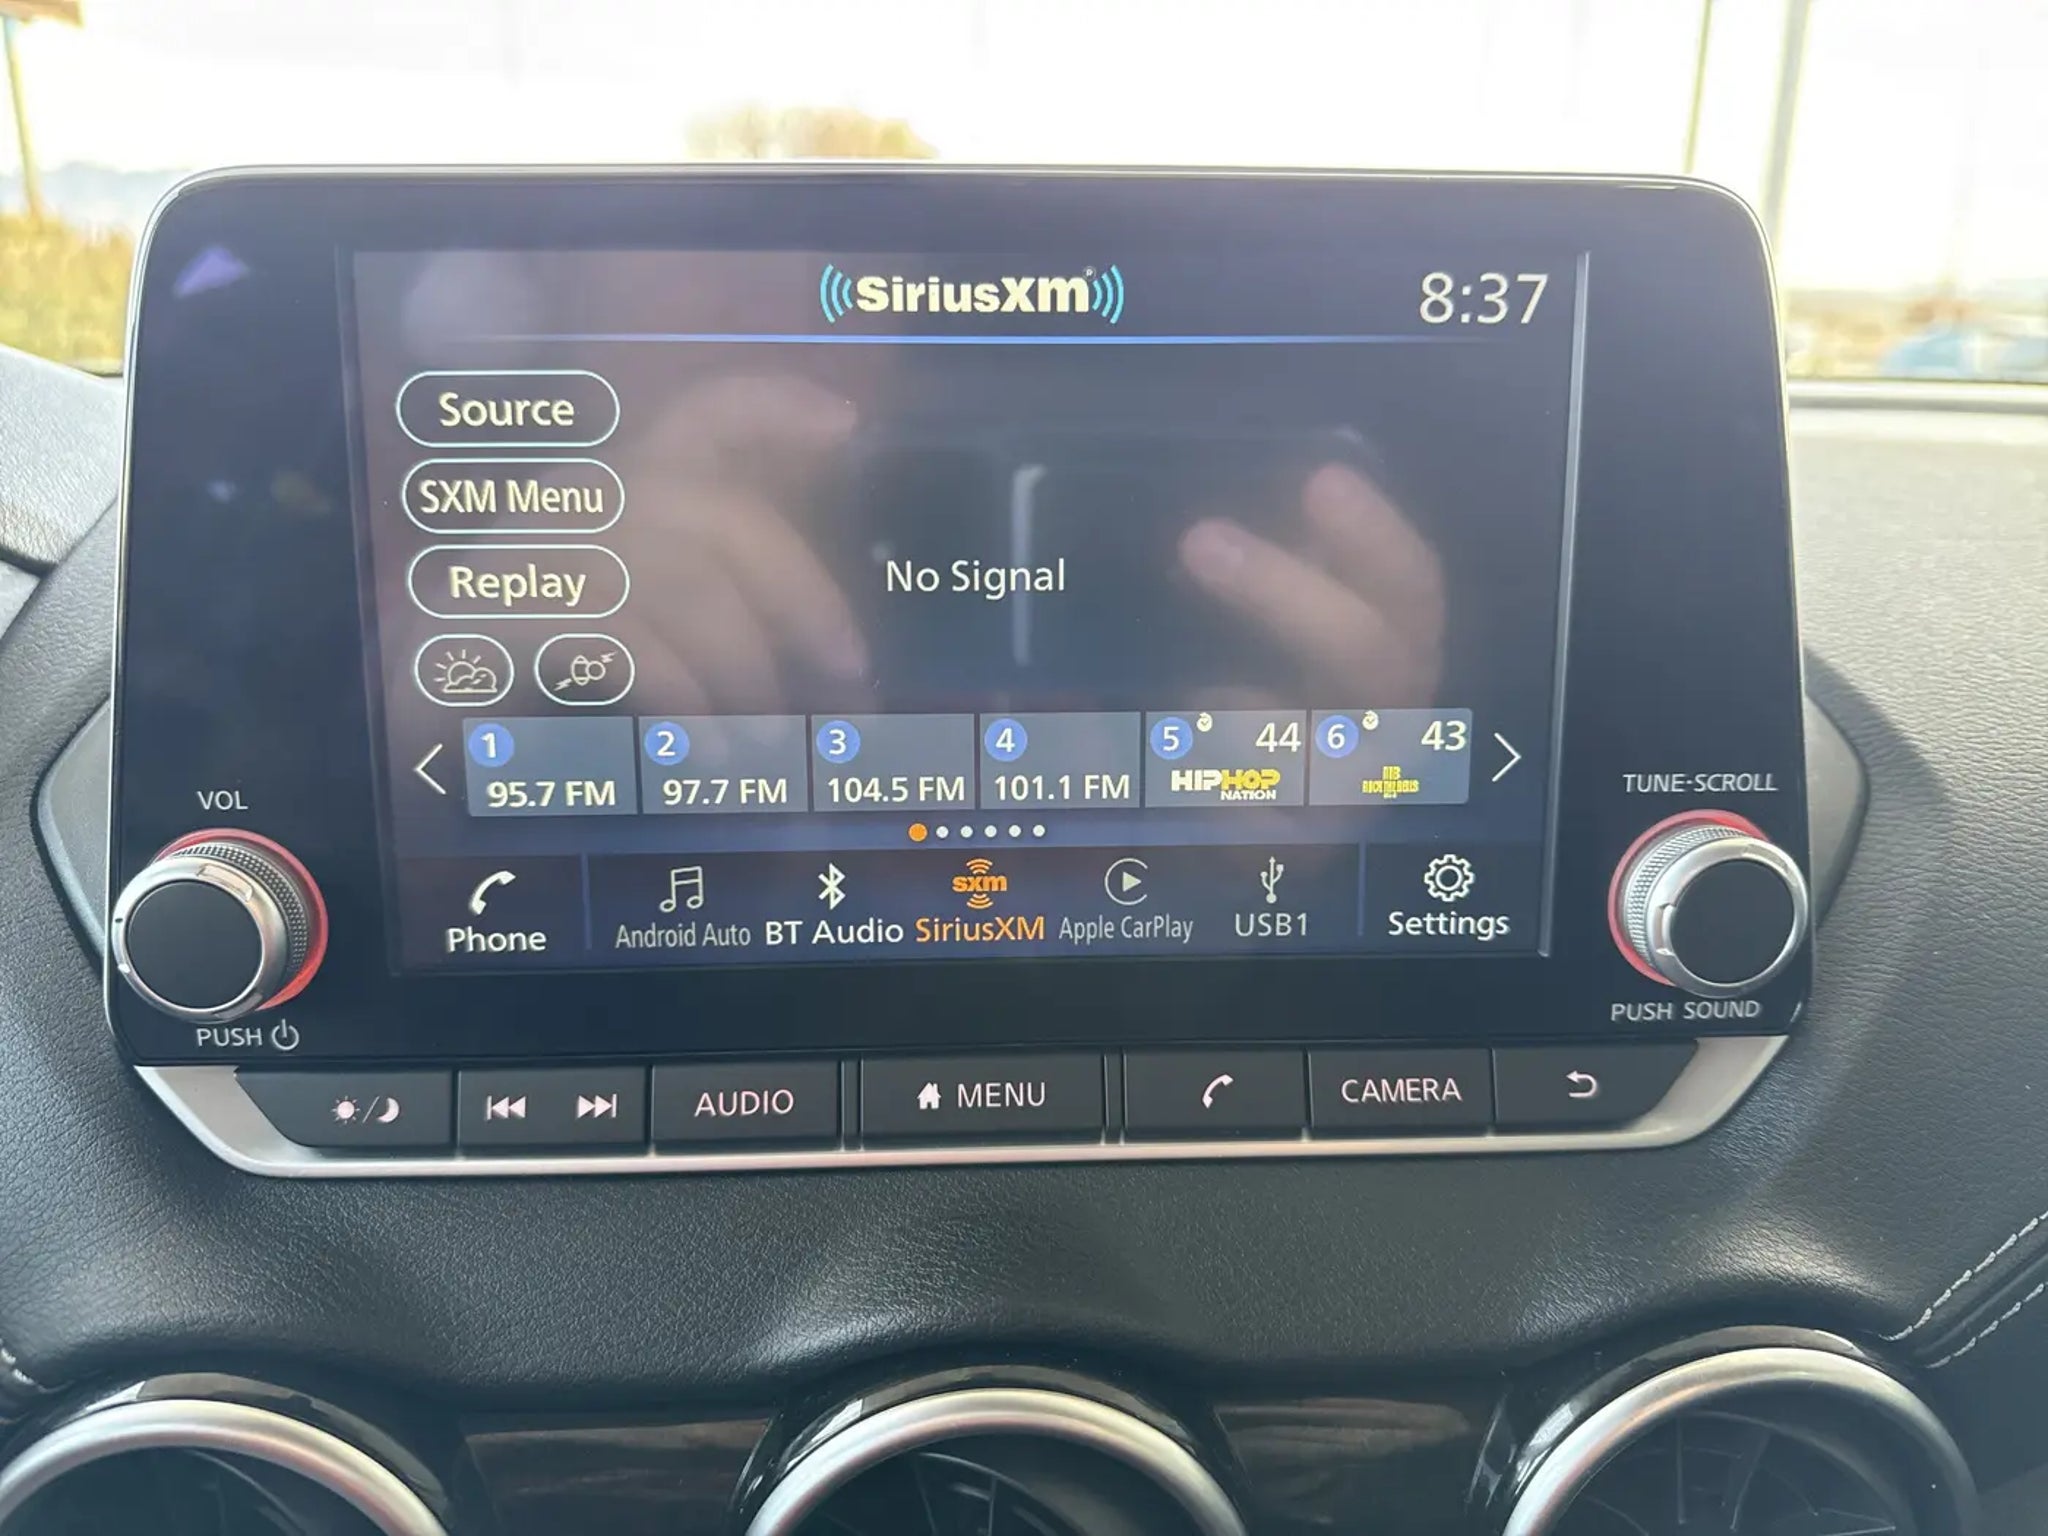 SiriusXM®
8:37
Source
SXM Menu
Replay
No Signal
1
95.7 FM
2
97.7 FM
3
104.5 FM
4
101.1 FM
5
44
HIPHOP
NATION
6
43
Phone
Android Auto
BT Audio
sxm
SiriusXM
Apple CarPlay
USB1
Settings
VOL
PUSH
TUNE·SCROLL
PUSH SOUND
AUDIO
MENU
CAMERA